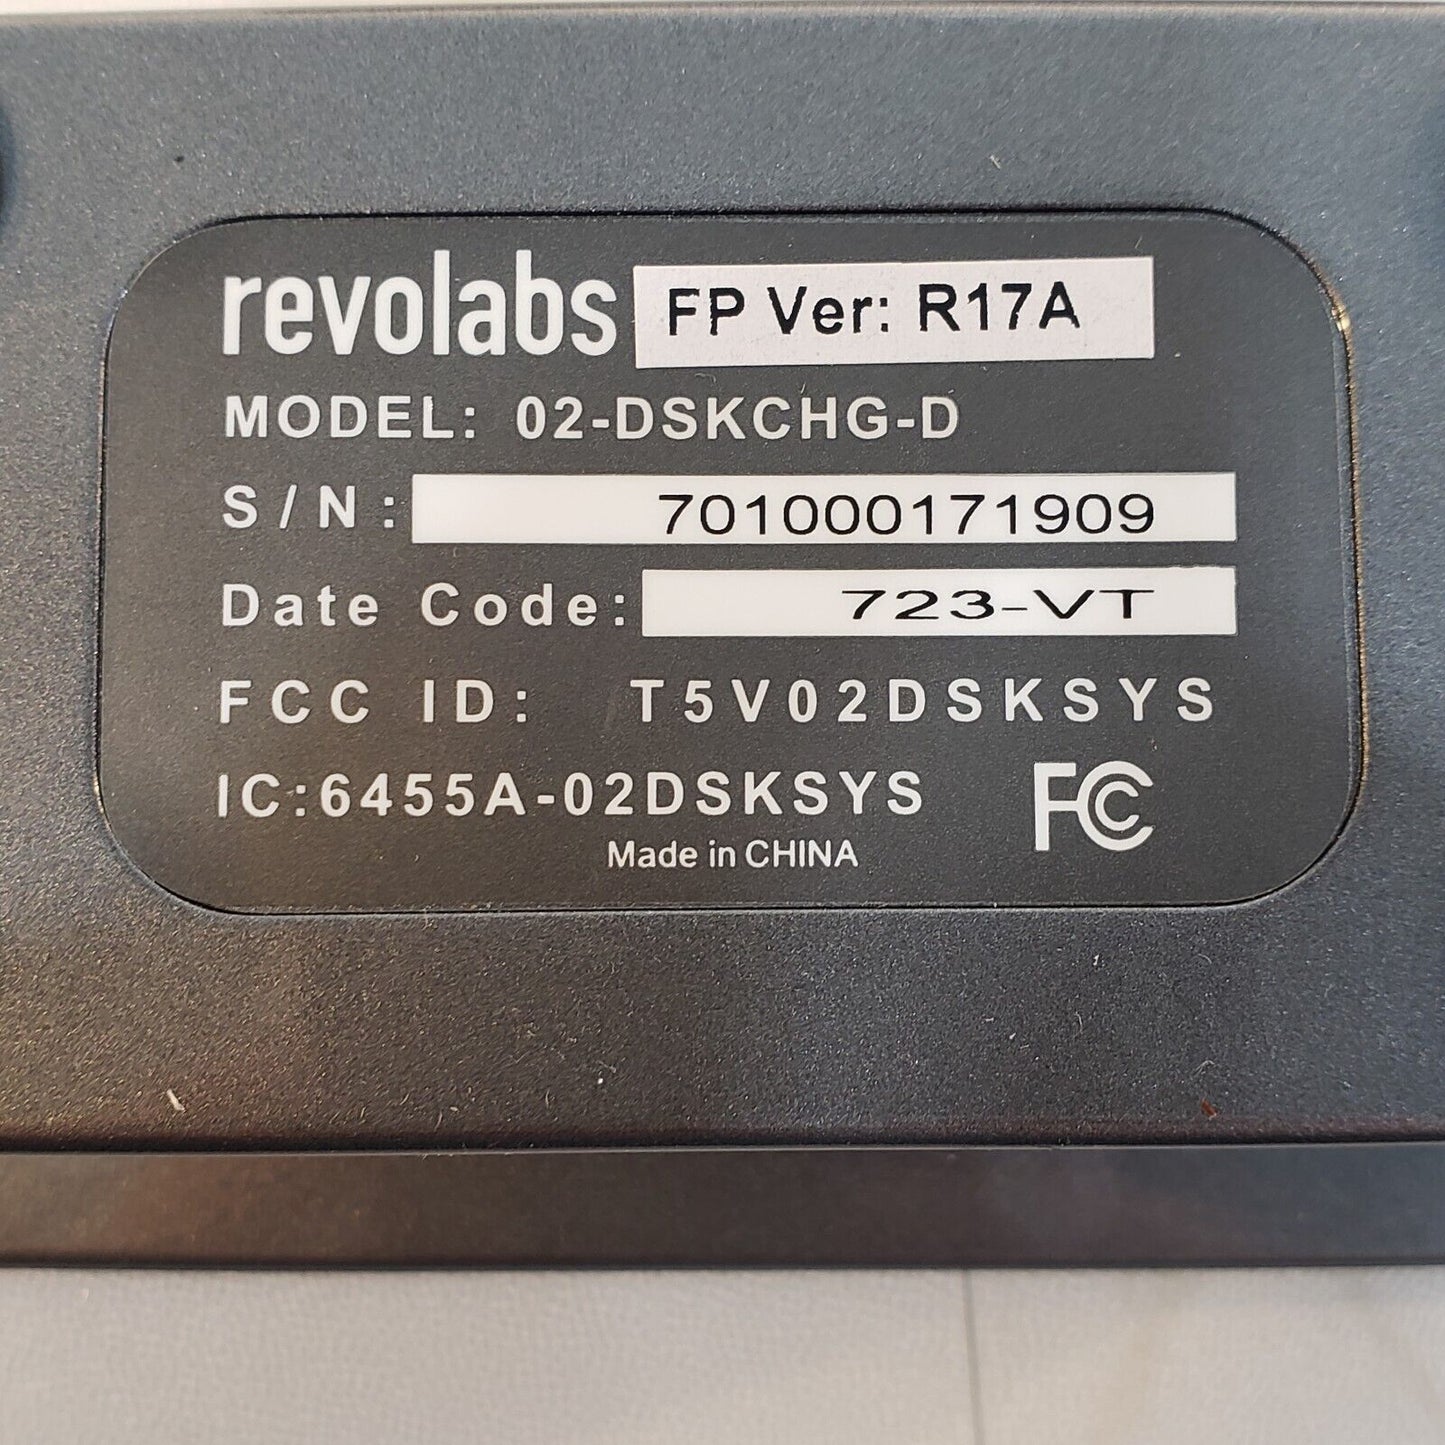 revolabs FP Ver: R17A
MODEL: 02-DSKCHG-D
S/N: 701000171909
Date Code: 723-VT
FCC ID: T5V02DSKSYS
IC:6455A-02DSKSYS FC
Made in CHINA